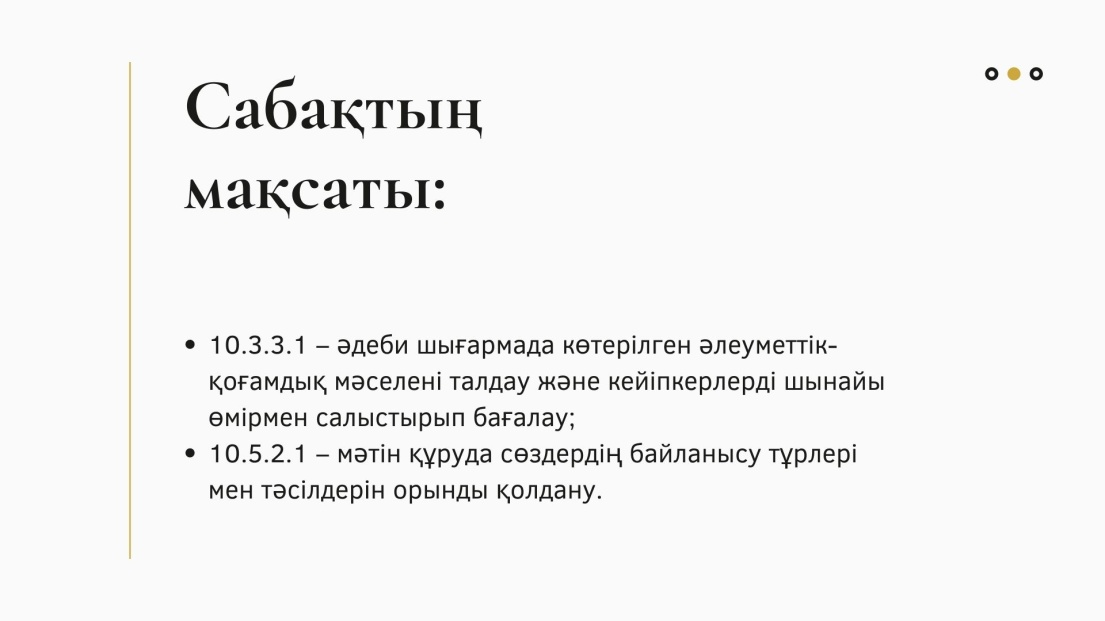 Сабақтың
мақсаты:
• 10.3.3.1 – әдеби шығармада көтерілген әлеуметтік-
қоғамдық мәселені талдау және кейіпкерлерді шынайы
өмірмен салыстырып бағалау;
• 10.5.2.1 – мәтін құруда сөздердің байланысу түрлері
мен тәсілдерін орынды қолдану.